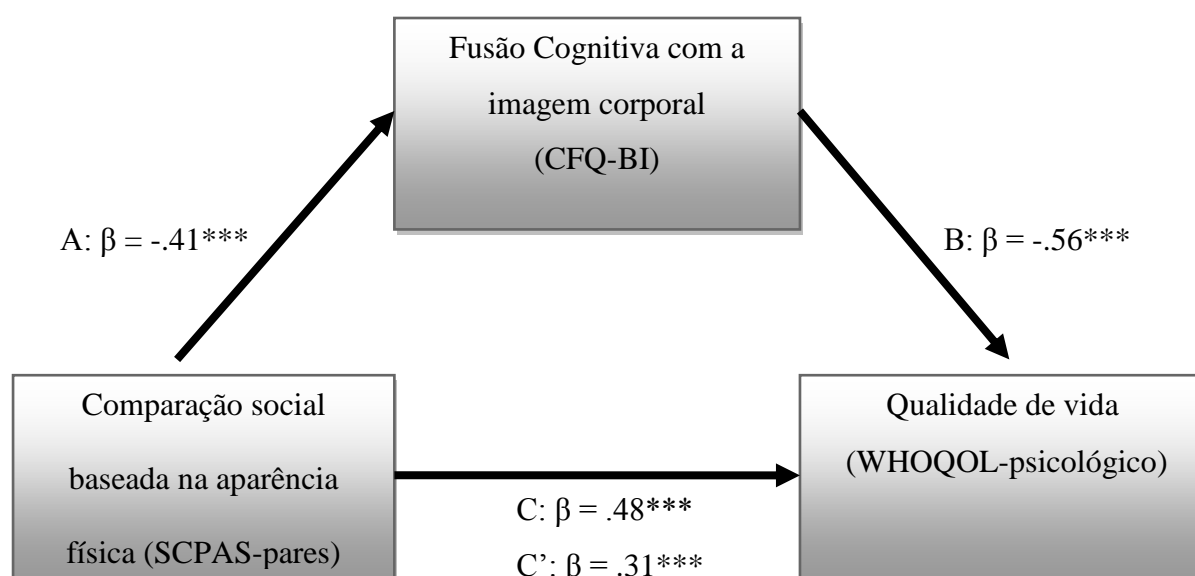 Fusão Cognitiva com a
imagem corporal
(CFQ-BI)
A: β = -.41***
B: β = -.56***
Comparação social
baseada na aparência
física (SCPAS-pares)
Qualidade de vida
(WHOQOL-psicológico)
C: β = .48***
C’: β = .31***